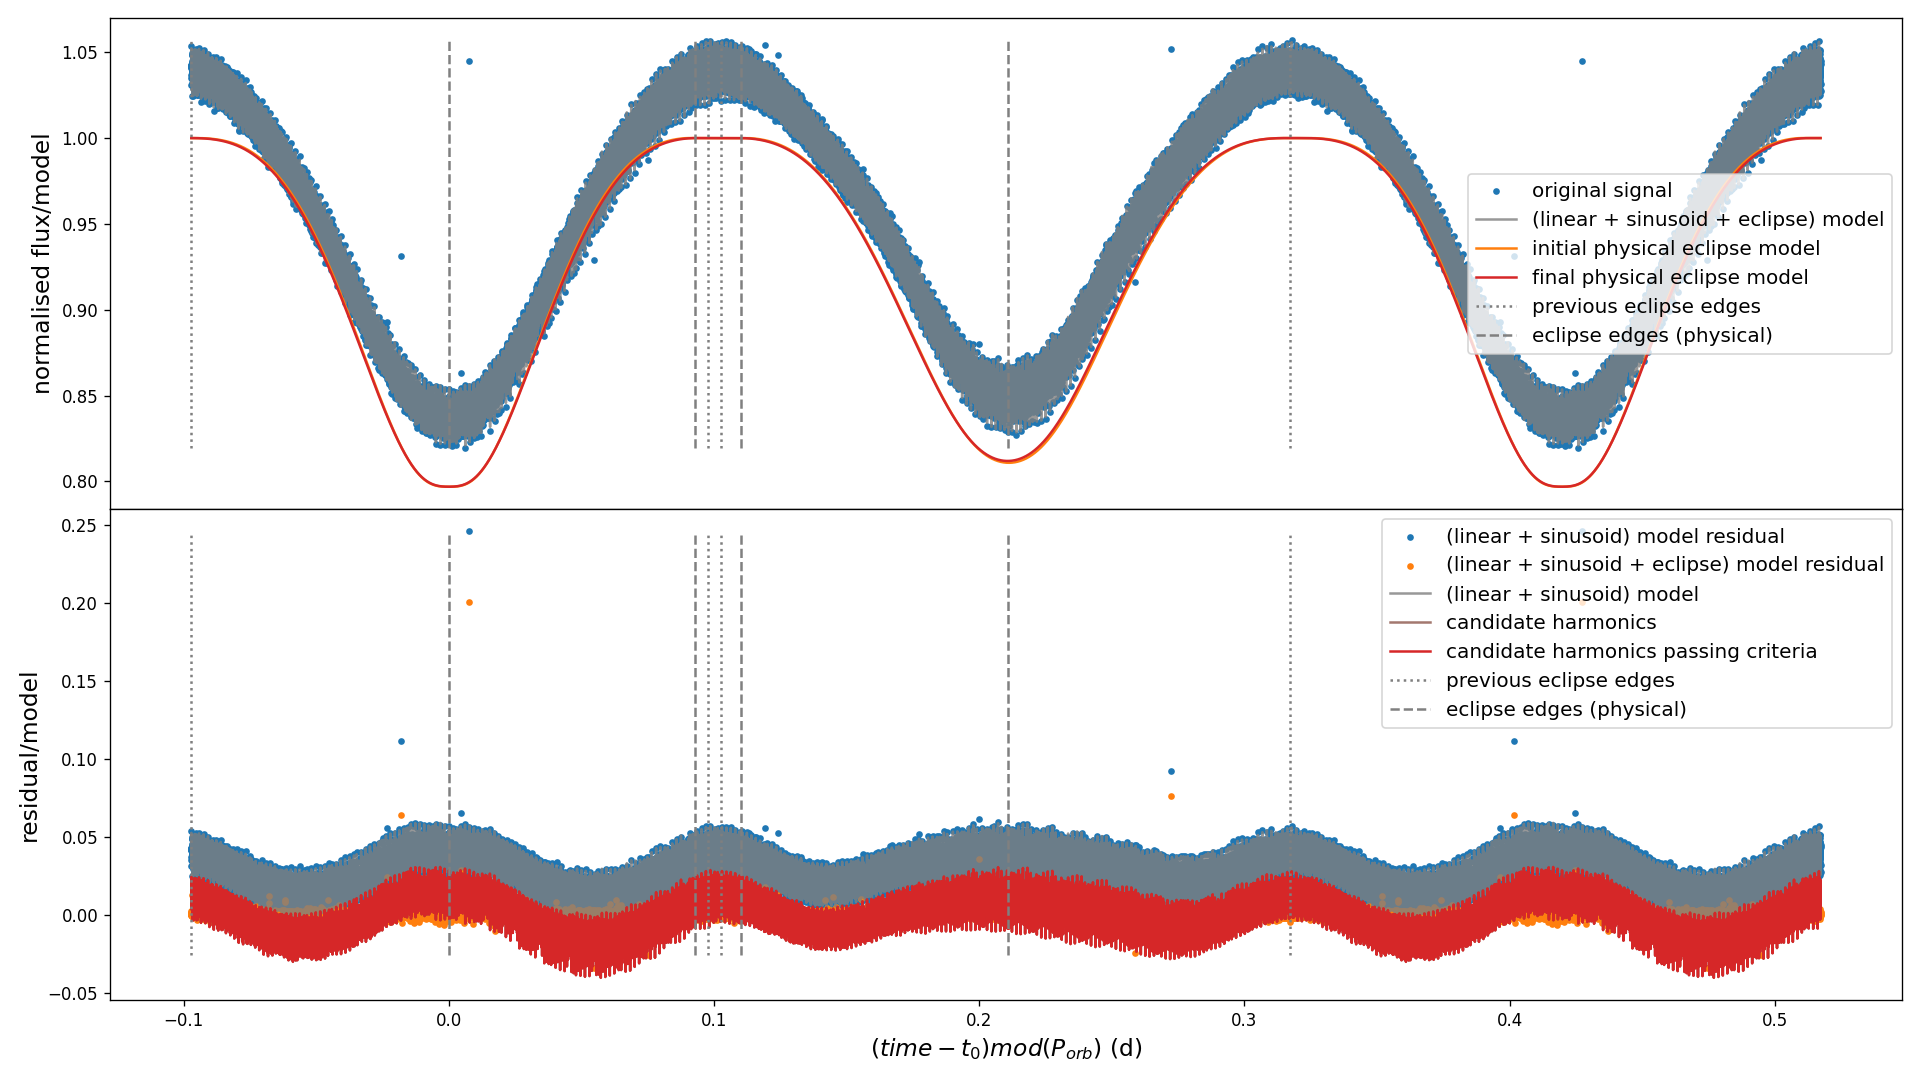 1.05
1.00
0.95
0.90
0.85
0.80
normalised flux/model
original signal
(linear + sinusoid + eclipse) model
initial physical eclipse model
final physical eclipse model
previous eclipse edges
eclipse edges (physical)
0.25
0.20
0.15
0.10
0.05
0.00
−0.05
residual/model
(linear + sinusoid) model residual
(linear + sinusoid + eclipse) model residual
(linear + sinusoid) model
candidate harmonics
candidate harmonics passing criteria
previous eclipse edges
eclipse edges (physical)
−0.1 0.0 0.1 0.2 0.3 0.4 0.5
(time − t₀)mod(P_orb) (d)